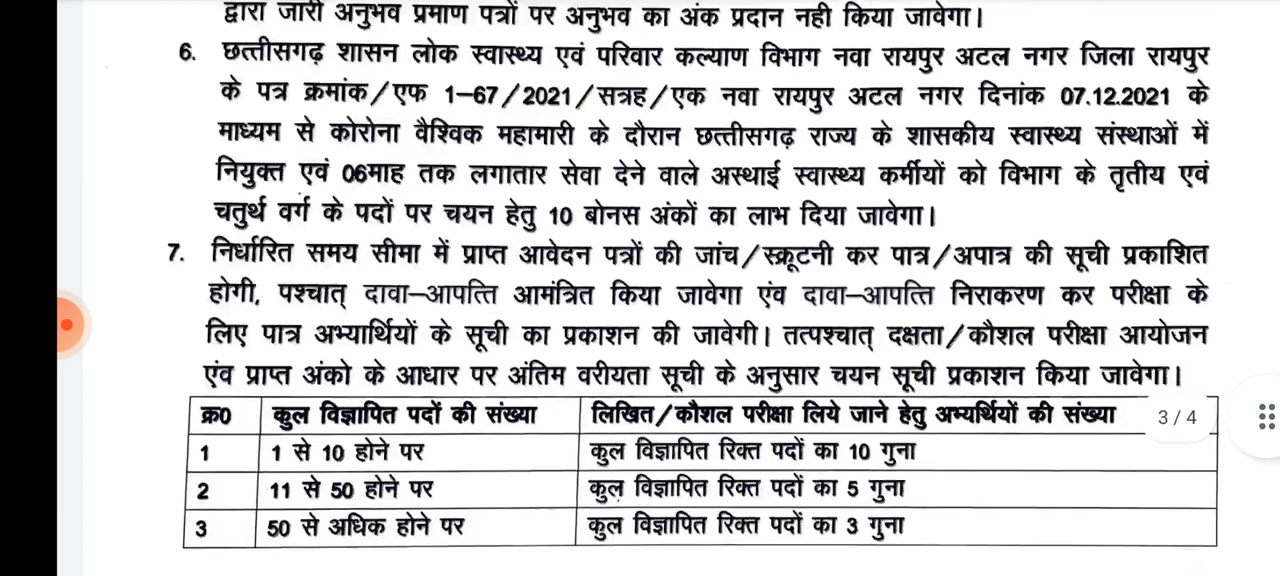 द्वारा जारी अनुभव प्रमाण पत्रों पर अनुभव का अंक प्रदान नही किया जावेगा।
6. छत्तीसगढ़ शासन लोक स्वास्थ्य एवं परिवार कल्याण विभाग नवा रायपुर अटल नगर जिला रायपुर
के पत्र क्रमांक/एफ 1–67/2021/सत्रह/एक नवा रायपुर अटल नगर दिनांक 07.12.2021 के
माध्यम से कोरोना वैश्विक महामारी के दौरान छत्तीसगढ़ राज्य के शासकीय स्वास्थ्य संस्थाओं में
नियुक्त एवं 06माह तक लगातार सेवा देने वाले अस्थाई स्वास्थ्य कर्मीयों को विभाग के तृतीय एवं
चतुर्थ वर्ग के पदों पर चयन हेतु 10 बोनस अंकों का लाभ दिया जावेगा।
7. निर्धारित समय सीमा में प्राप्त आवेदन पत्रों की जांच/स्क्रूटनी कर पात्र/अपात्र की सूची प्रकाशित
होगी, पश्चात् दावा–आपत्ति आमंत्रित किया जावेगा एंव दावा–आपत्ति निराकरण कर परीक्षा के
लिए पात्र अभ्यार्थियों के सूची का प्रकाशन की जावेगी। तत्पश्चात् दक्षता/कौशल परीक्षा आयोजन
एंव प्राप्त अंको के आधार पर अंतिम वरीयता सूची के अनुसार चयन सूची प्रकाशन किया जावेगा।
क्र0 कुल विज्ञापित पदों की संख्या लिखित/कौशल परीक्षा लिये जाने हेतु अभ्यर्थियों की संख्या 3 / 4
1 1 से 10 होने पर कुल विज्ञापित रिक्त पदों का 10 गुना
2 11 से 50 होने पर कुल विज्ञापित रिक्त पदों का 5 गुना
3 50 से अधिक होने पर कुल विज्ञापित रिक्त पदों का 3 गुना